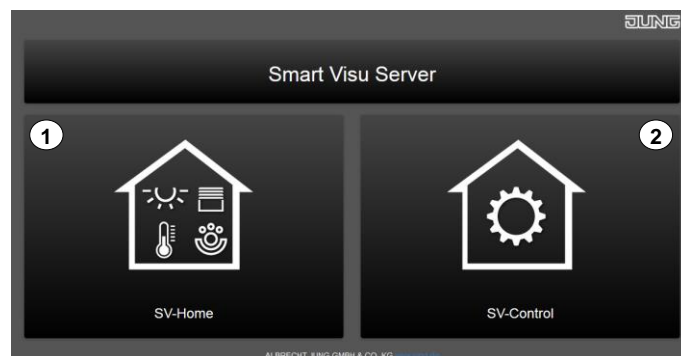 JUNG
Smart Visu Server
1
2
SV-Home
SV-Control
ALBRECHT JUNG GMBH & CO. KG